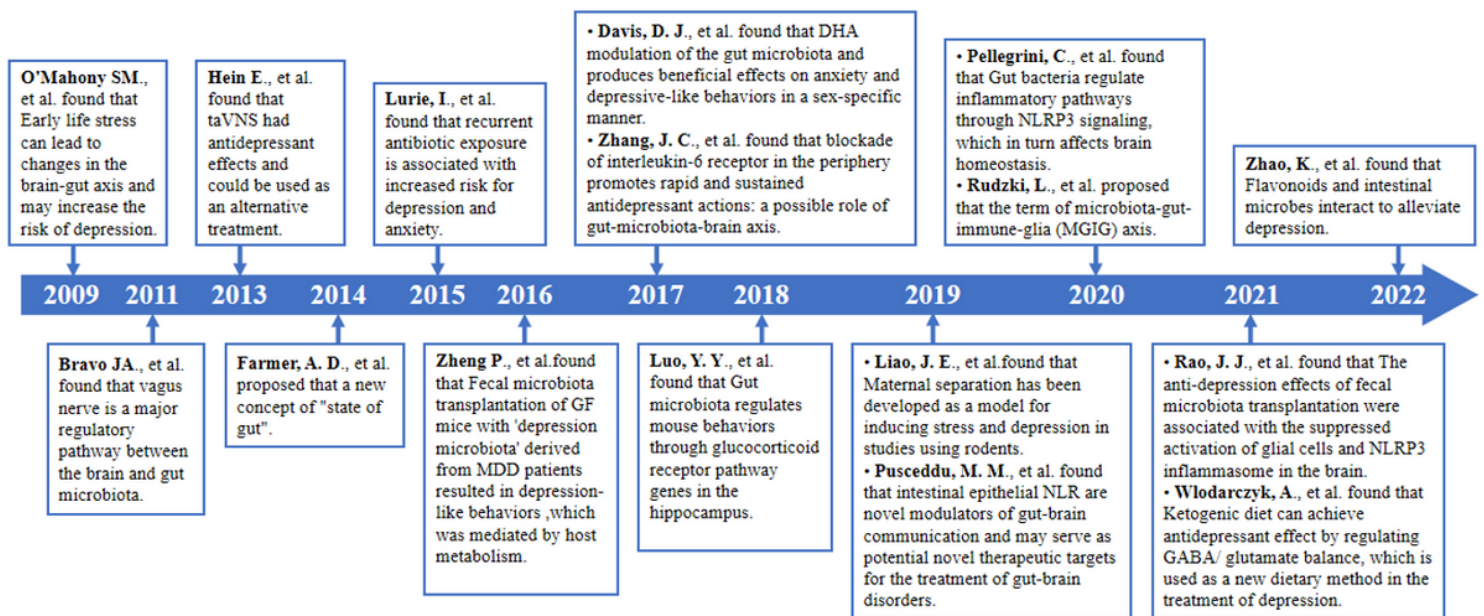 O'Mahony SM.,
et al. found that
Early life stress
can lead to
changes in the
brain-gut axis and
may increase the
risk of depression.
Hein E., et al.
found that
taVNS had
antidepressant
effects and
could be used as
an alternative
treatment.
Lurie, I., et al.
found that recurrent
antibiotic exposure
is associated with
increased risk for
depression and
anxiety.
• Davis, D. J., et al. found that DHA
modulation of the gut microbiota and
produces beneficial effects on anxiety and
depressive-like behaviors in a sex-specific
manner.
• Zhang, J. C., et al. found that blockade
of interleukin-6 receptor in the periphery
promotes rapid and sustained
antidepressant actions: a possible role of
gut-microbiota-brain axis.
• Pellegrini, C., et al. found
that Gut bacteria regulate
inflammatory pathways
through NLRP3 signaling,
which in turn affects brain
homeostasis.
• Rudzki, L., et al. proposed
that the term of microbiota-gut-
immune-glia (MGIG) axis.
Zhao, K., et al. found that
Flavonoids and intestinal
microbes interact to alleviate
depression.
2009 2011 2013 2014 2015 2016 2017 2018 2019 2020 2021 2022
Bravo JA., et al.
found that vagus
nerve is a major
regulatory
pathway between
the brain and gut
microbiota.
Farmer, A. D., et al.
proposed that a new
concept of "state of
gut".
Zheng P., et al.found
that Fecal microbiota
transplantation of GF
mice with 'depression
microbiota' derived
from MDD patients
resulted in depression-
like behaviors ,which
was mediated by host
metabolism.
Luo, Y. Y., et al.
found that Gut
microbiota regulates
mouse behaviors
through glucocorticoid
receptor pathway
genes in the
hippocampus.
• Liao, J. E., et al.found that
Maternal separation has been
developed as a model for
inducing stress and depression in
studies using rodents.
• Pusceddu, M. M., et al. found
that intestinal epithelial NLR are
novel modulators of gut-brain
communication and may serve as
potential novel therapeutic targets
for the treatment of gut-brain
disorders.
• Rao, J. J., et al. found that The
anti-depression effects of fecal
microbiota transplantation were
associated with the suppressed
activation of glial cells and NLRP3
inflammasome in the brain.
• Wlodarczyk, A., et al. found that
Ketogenic diet can achieve
antidepressant effect by regulating
GABA/ glutamate balance, which is
used as a new dietary method in the
treatment of depression.